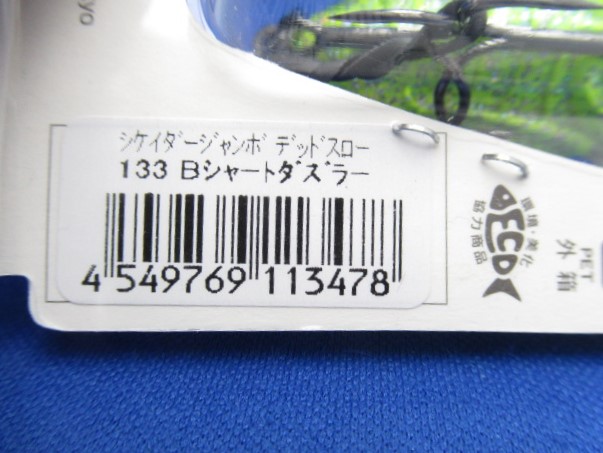 yo
シケイダージャンボ デッドスロー
133 Bシャートダズラー
4 549769 113478
環境・美化
ECO
協力商品
PET
外箱